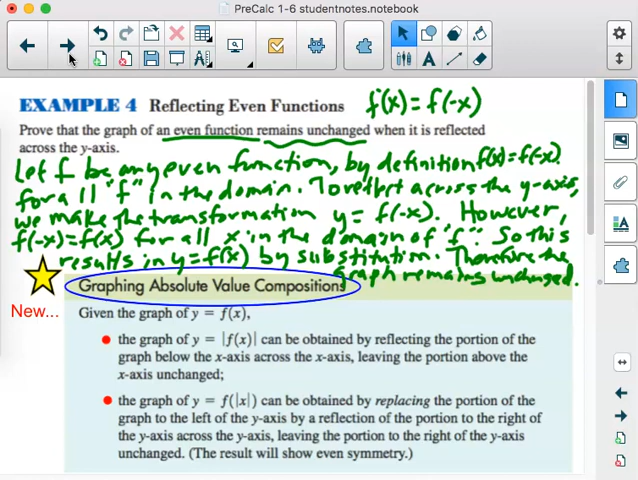 PreCalc 1-6 studentnotes.notebook
EXAMPLE 4 Reflecting Even Functions f(x) = f(-x)
Prove that the graph of an even function remains unchanged when it is reflected
across the y-axis.
Let f be any even function, by definition f(x) = f(-x).
for all "f" in the domain. To reflect across the y-axis,
we make the transformation y = f(-x). However,
f(-x) = f(x) for all x in the domain of "f". So this
results in y = f(x) by substitution. Therefore the
graph remains unchanged.
New...
Graphing Absolute Value Compositions
Given the graph of y = f(x),
the graph of y = |f(x)| can be obtained by reflecting the portion of the
graph below the x-axis across the x-axis, leaving the portion above the
x-axis unchanged;
the graph of y = f(|x|) can be obtained by replacing the portion of the
graph to the left of the y-axis by a reflection of the portion to the right of
the y-axis across the y-axis, leaving the portion to the right of the y-axis
unchanged. (The result will show even symmetry.)